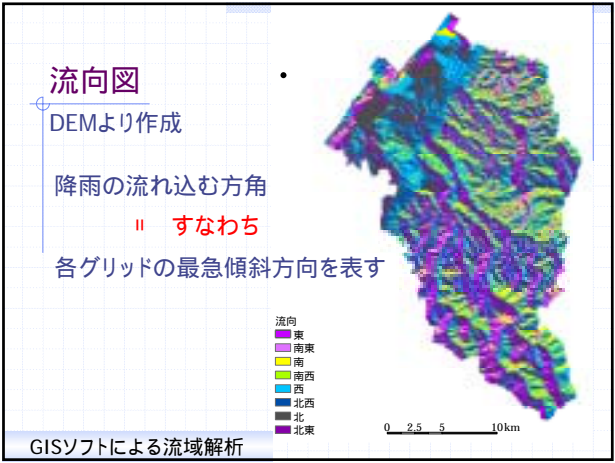 流向図
DEMより作成
降雨の流れ込む方角
= すなわち
各グリッドの最急傾斜方向を表す
流向
東
南東
南
南西
西
北西
北
北東
0 2.5 5 10km
GISソフトによる流域解析